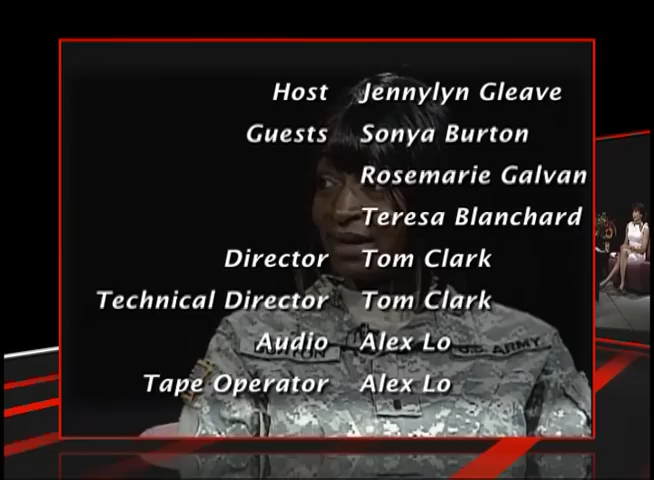 Host Jennylyn Gleave
Guests Sonya Burton
Rosemarie Galvan
Teresa Blanchard
Director Tom Clark
Technical Director Tom Clark
Audio Alex Lo
BURTON U.S. ARMY
Tape Operator Alex Lo